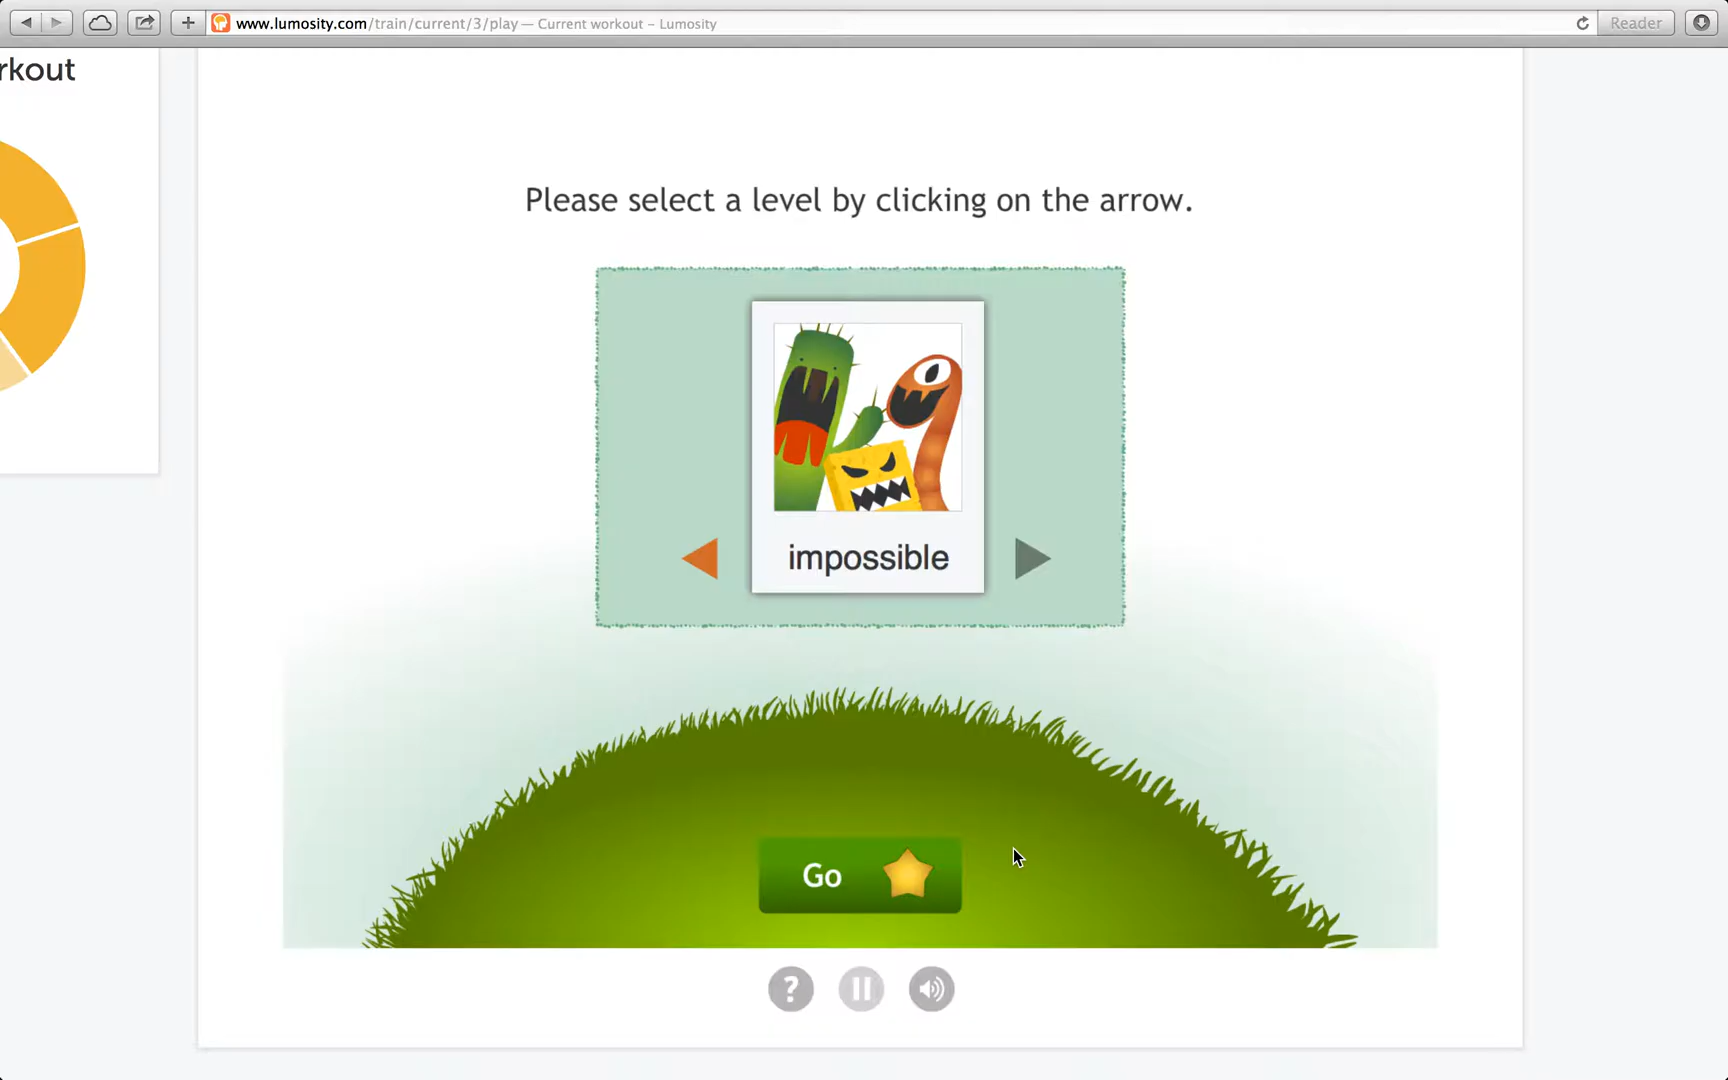 www.lumosity.com/train/current/3/play — Current workout – Lumosity
Reader
rkout
Please select a level by clicking on the arrow.
impossible
Go
?